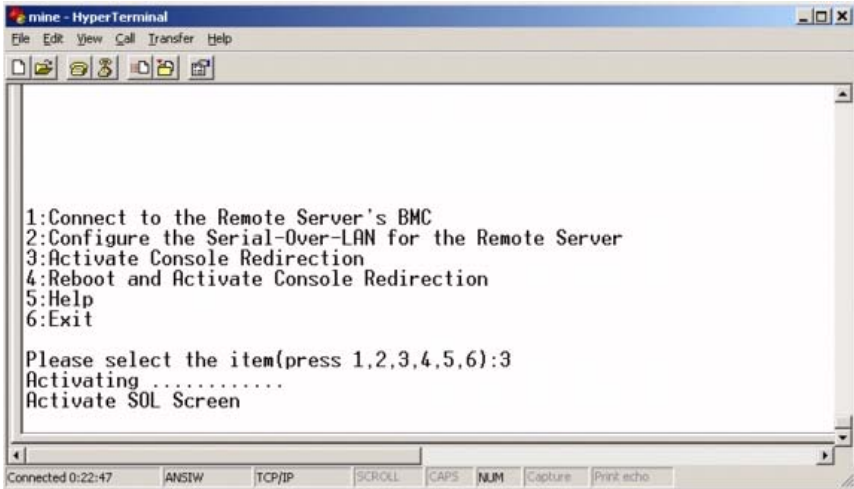 mine - HyperTerminal
File Edit View Call Transfer Help
1:Connect to the Remote Server's BMC
2:Configure the Serial-Over-LAN for the Remote Server
3:Activate Console Redirection
4:Reboot and Activate Console Redirection
5:Help
6:Exit
Please select the item(press 1,2,3,4,5,6):3
Activating ............
Activate SOL Screen
Connected 0:22:47 ANSIW TCP/IP SCROLL CAPS NUM Capture Print echo